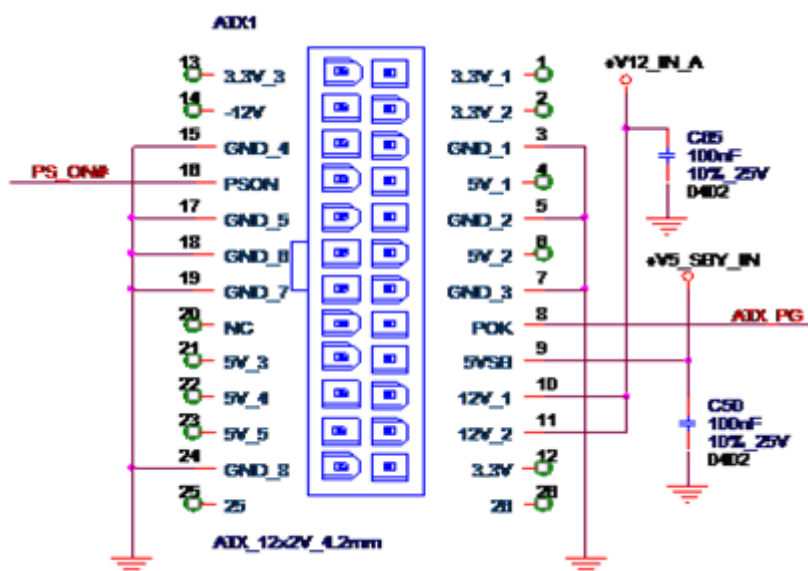 ATX1
13 3.3V_3
14 -12V
15 GND_4
PS_ON# 16 PSON
17 GND_5
18 GND_6
19 GND_7
20 NC
21 5V_3
22 5V_4
23 5V_5
24 GND_8
25 25
ATX_12x2V_4.2mm
3.3V_1 1
3.3V_2 2
GND_1 3
5V_1 4
GND_2 5
5V_2 6
GND_3 7
POK 8 ATX_PG
5VSB 9
12V_1 10
12V_2 11
3.3V 12
26 26
+V12_IN_A
C85
100nF
10%_25V
0402
+V5_SBY_IN
C50
100nF
10%_25V
0402